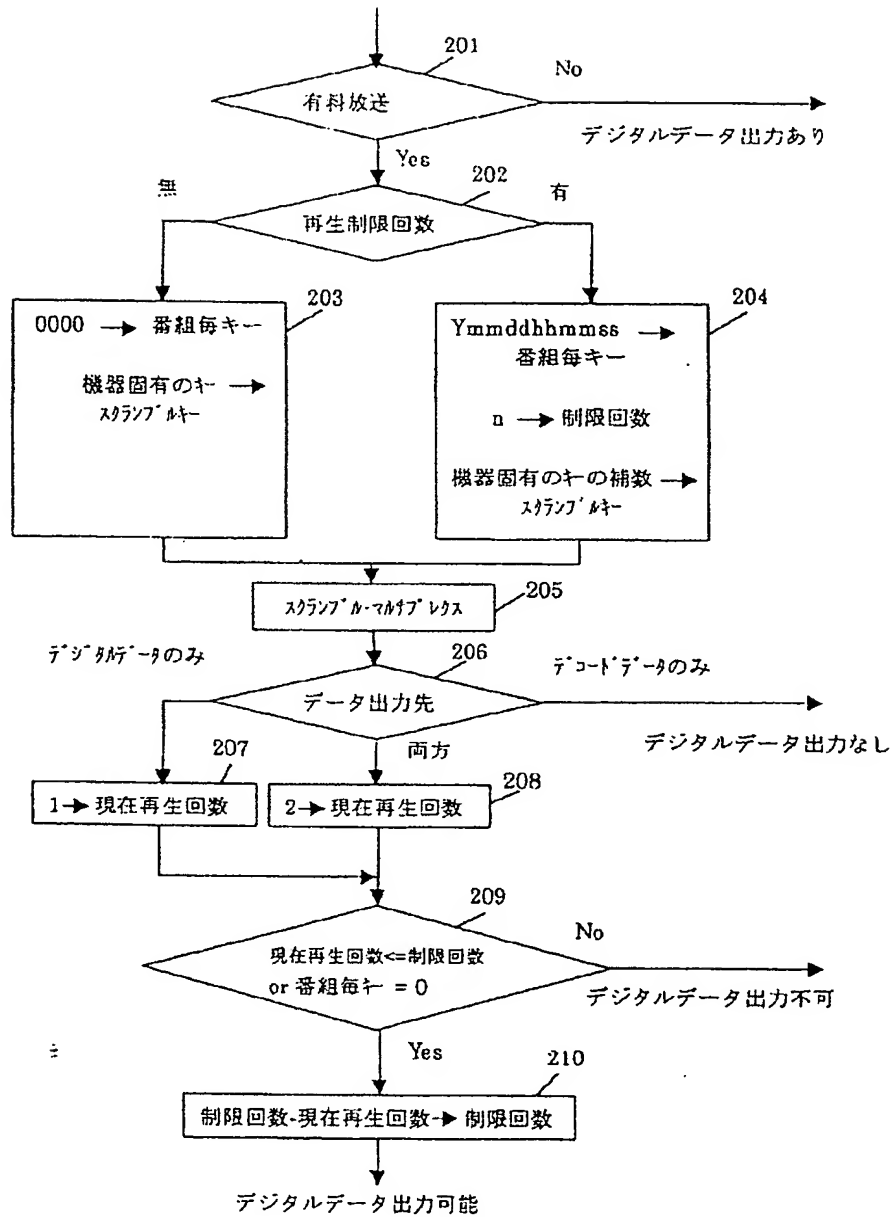 201
No
有料放送
デジタルデータ出力あり
Yes
202
無
有
再生制限回数
203
204
0000 → 番組毎キー
機器固有のキー →
スクランブルキー
Ymmddhhmmss →
番組毎キー
n → 制限回数
機器固有のキーの補数 →
スクランブルキー
スクランブル・マルチプレクス
205
デジタルデータのみ
206
デコードデータのみ
データ出力先
デジタルデータ出力なし
207
両方
208
1→ 現在再生回数
2→ 現在再生回数
209
No
現在再生回数<=制限回数
or 番組毎キー = 0
デジタルデータ出力不可
Yes
210
制限回数-現在再生回数→ 制限回数
デジタルデータ出力可能